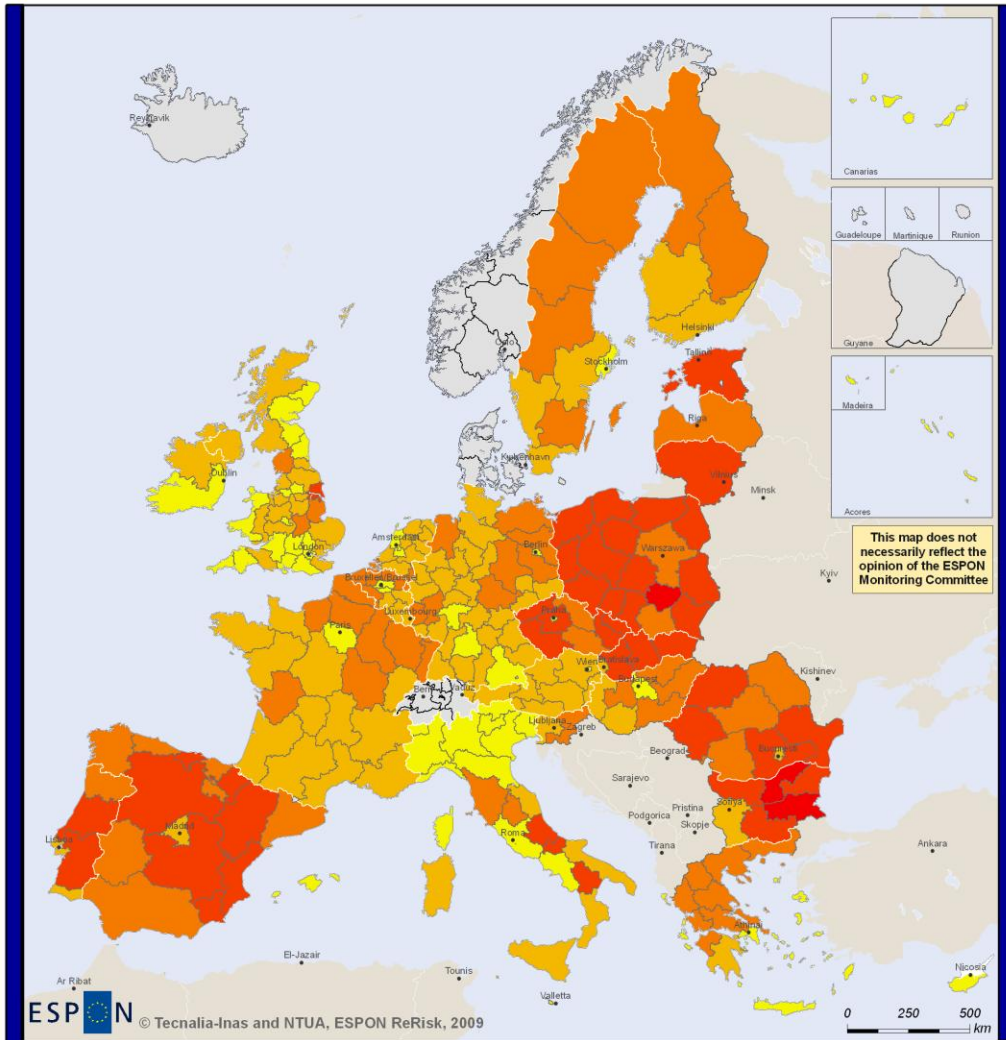 Reykjavik
Canarias
Guadeloupe
Martinique
Riunion
Guyane
Madeira
Acores
This map does not
necessarily reflect the
opinion of the ESPON
Monitoring Committee
Oslo
Helsinki
Stockholm
Tallinn
Riga
København
Vilnius
Minsk
Dublin
London
Amsterdam
Berlin
Warszawa
Kyiv
Bruxelles/Brussel
Luxembourg
Praha
Paris
Wien
Bratislava
Budapest
Kishinev
Bern
Vaduz
Ljubljana
Zagreb
Beograd
Bucuresti
Sarajevo
Pristina
Sofiya
Podgorica
Skopje
Tirana
Ankara
Roma
Madrid
Lisboa
Athinai
El-Jazair
Tounis
Ar Ribat
Valletta
Nicosia
ESPON © Tecnalia-Inas and NTUA, ESPON ReRisk, 2009
0 250 500
km